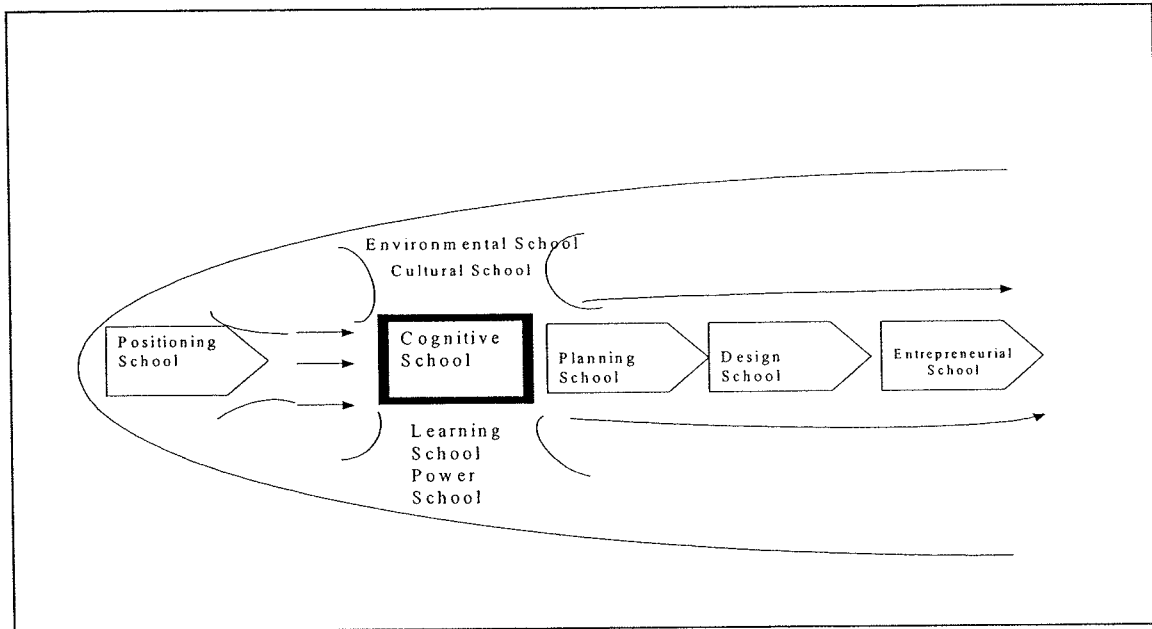 Environmental School
Cultural School
Positioning
School
Cognitive
School
Planning
School
Design
School
Entrepreneurial
School
Learning
School
Power
School